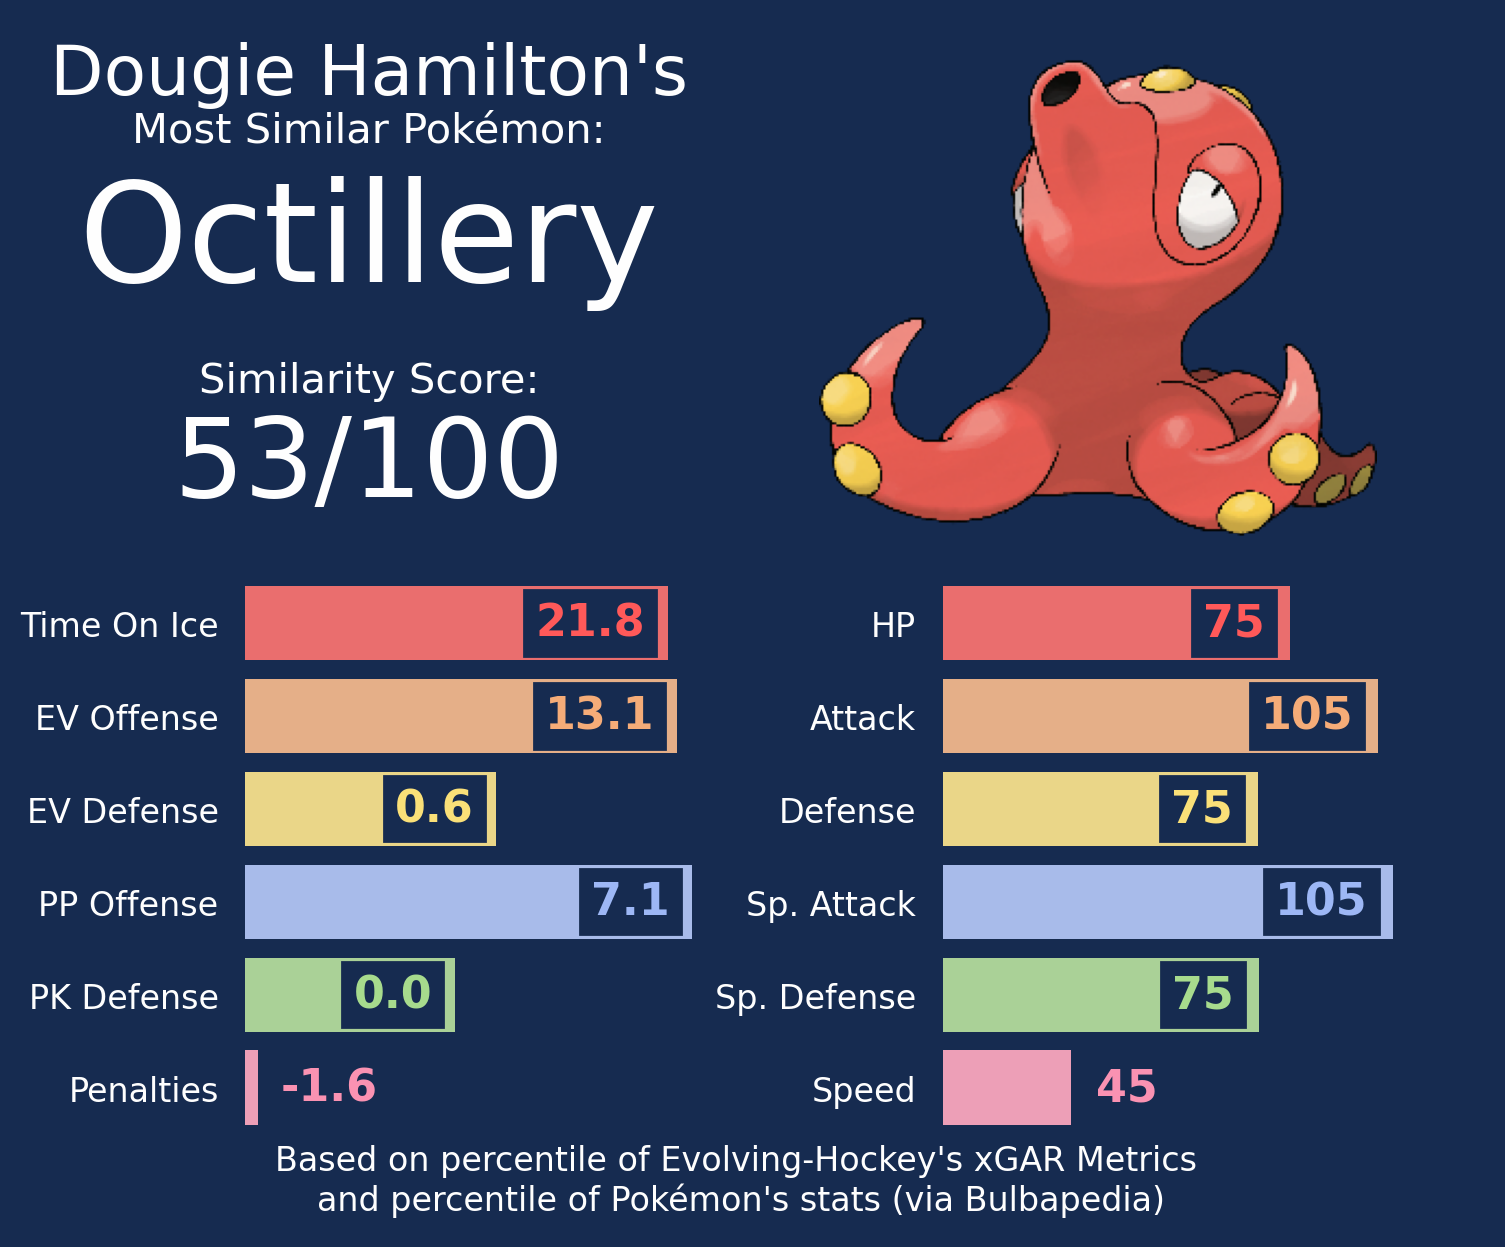 Dougie Hamilton's
Most Similar Pokémon:
Octillery
Similarity Score:
53/100
Time On Ice 21.8
EV Offense 13.1
EV Defense 0.6
PP Offense 7.1
PK Defense 0.0
Penalties -1.6
HP 75
Attack 105
Defense 75
Sp. Attack 105
Sp. Defense 75
Speed 45
Based on percentile of Evolving-Hockey's xGAR Metrics
and percentile of Pokémon's stats (via Bulbapedia)